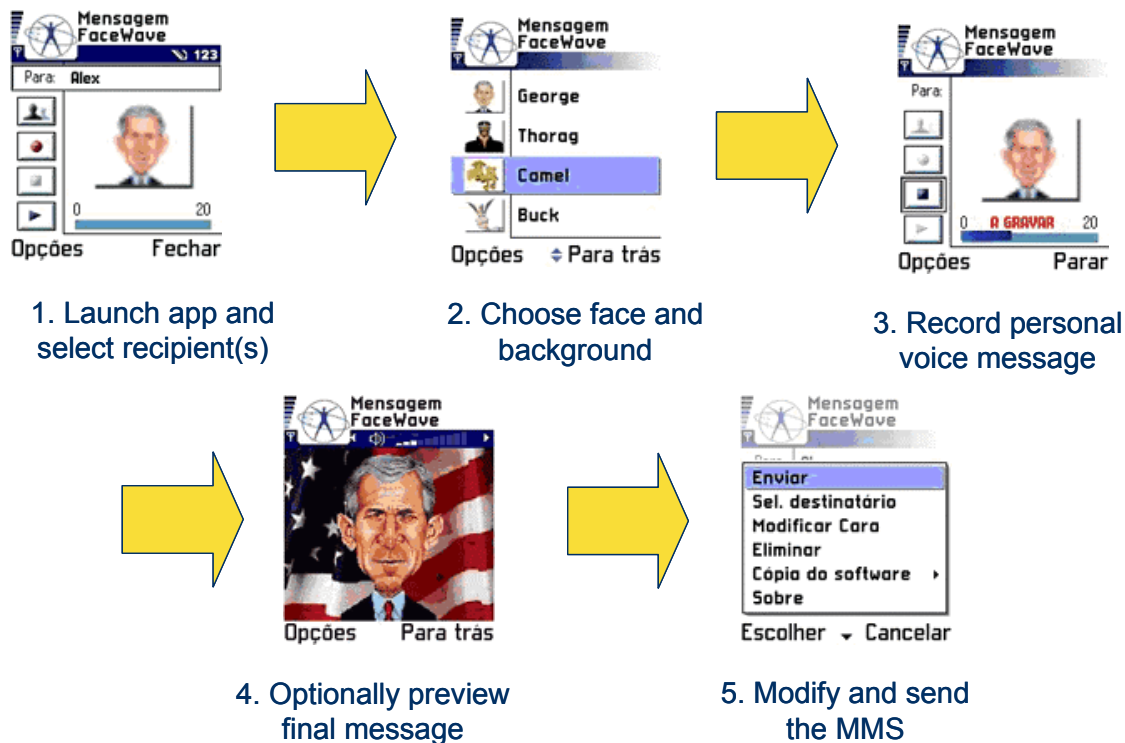 Mensagem
FaceWave
123
Para: Alex
0 20
Opções Fechar
1. Launch app and
select recipient(s)
Mensagem
FaceWave
George
Thorag
Camel
Buck
Opções Para trás
2. Choose face and
background
Mensagem
FaceWave
Para:
0 A GRAVAR 20
Opções Parar
3. Record personal
voice message
Mensagem
FaceWave
Opções Para trás
4. Optionally preview
final message
Mensagem
FaceWave
Enviar
Sel. destinatário
Modificar Cara
Eliminar
Cópia do software
Sobre
Escolher Cancelar
5. Modify and send
the MMS